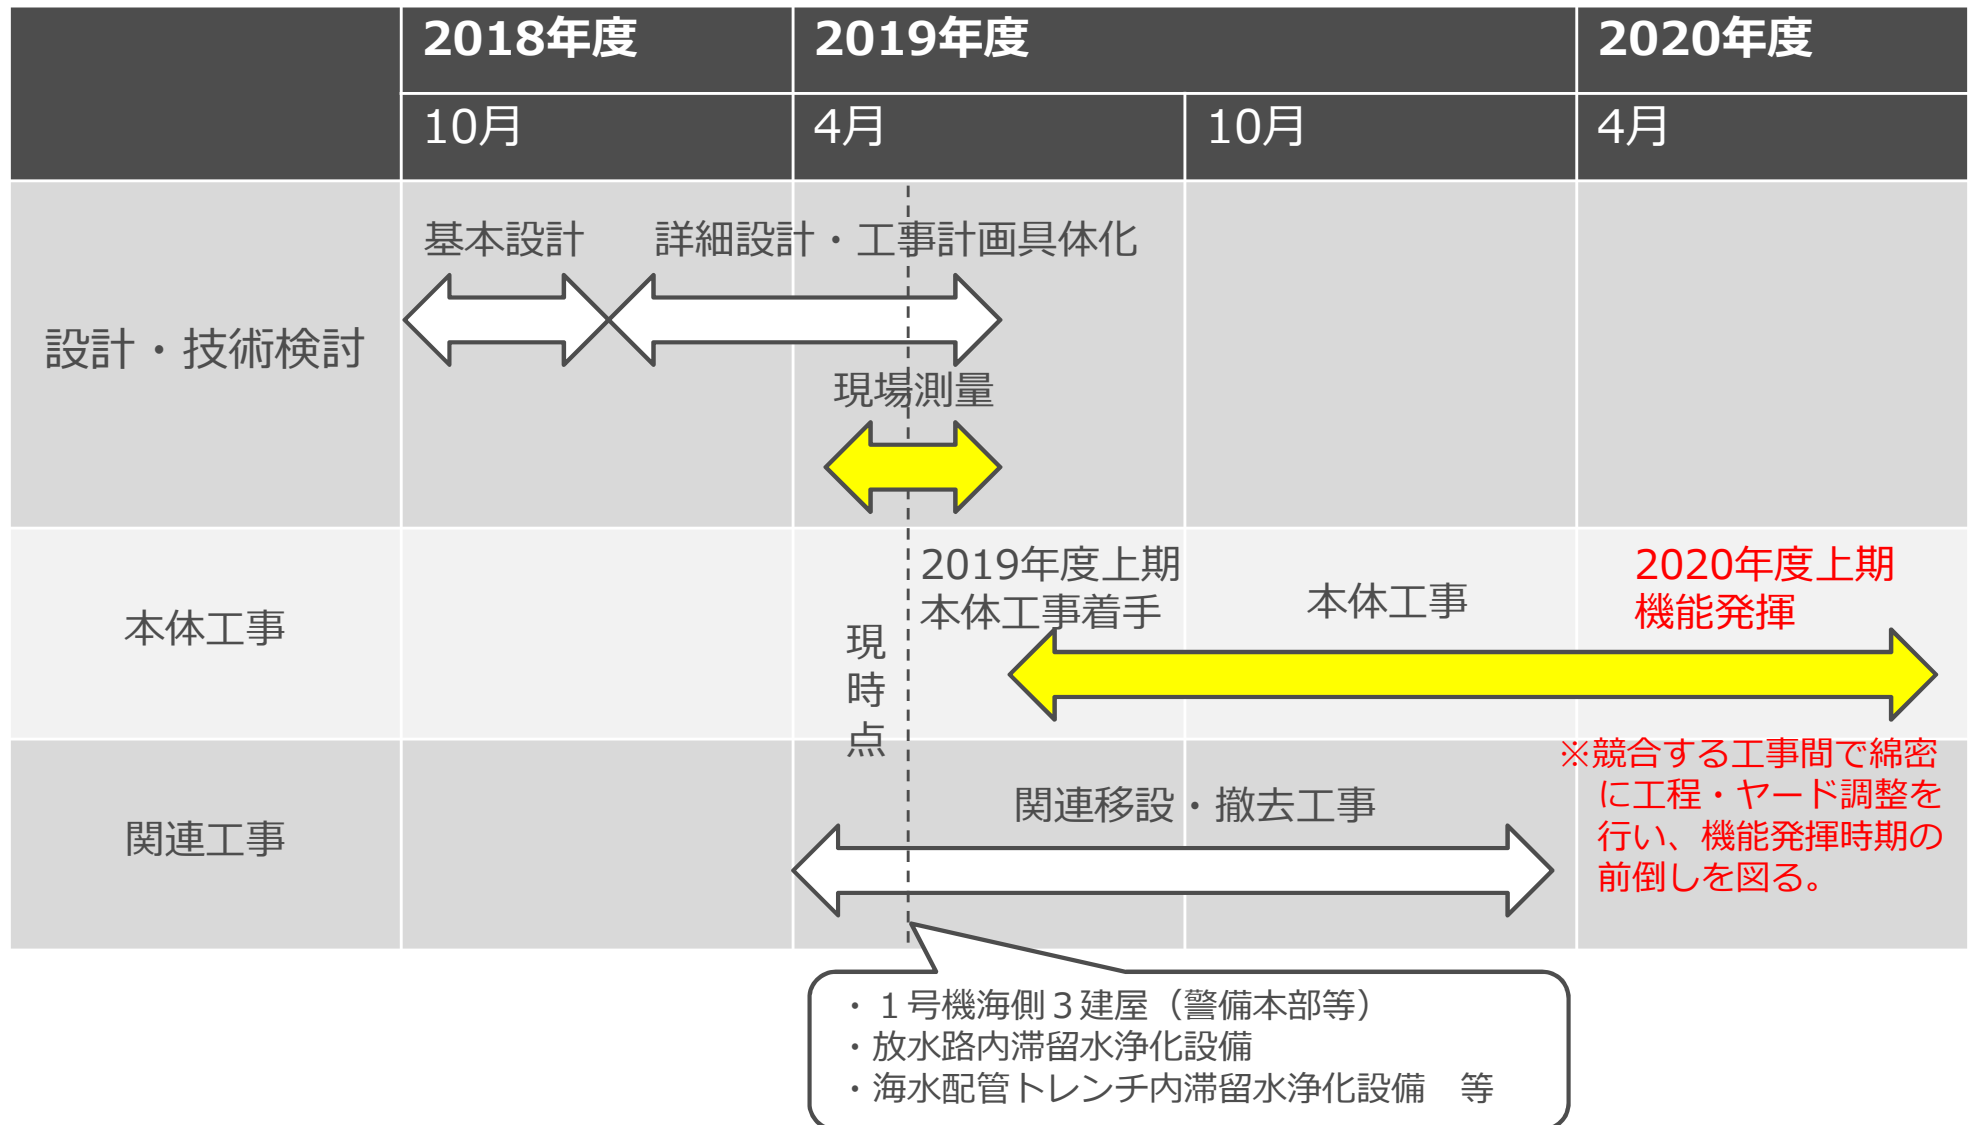 2018年度
2019年度
2020年度
10月
4月
10月
4月
設計・技術検討
基本設計
詳細設計・工事計画具体化
現場測量
本体工事
2019年度上期
本体工事着手
本体工事
2020年度上期
機能発揮
現時点
関連工事
関連移設・撤去工事
※競合する工事間で綿密
に工程・ヤード調整を
行い、機能発揮時期の
前倒しを図る。
・１号機海側３建屋（警備本部等）
・放水路内滞留水浄化設備
・海水配管トレンチ内滞留水浄化設備　等